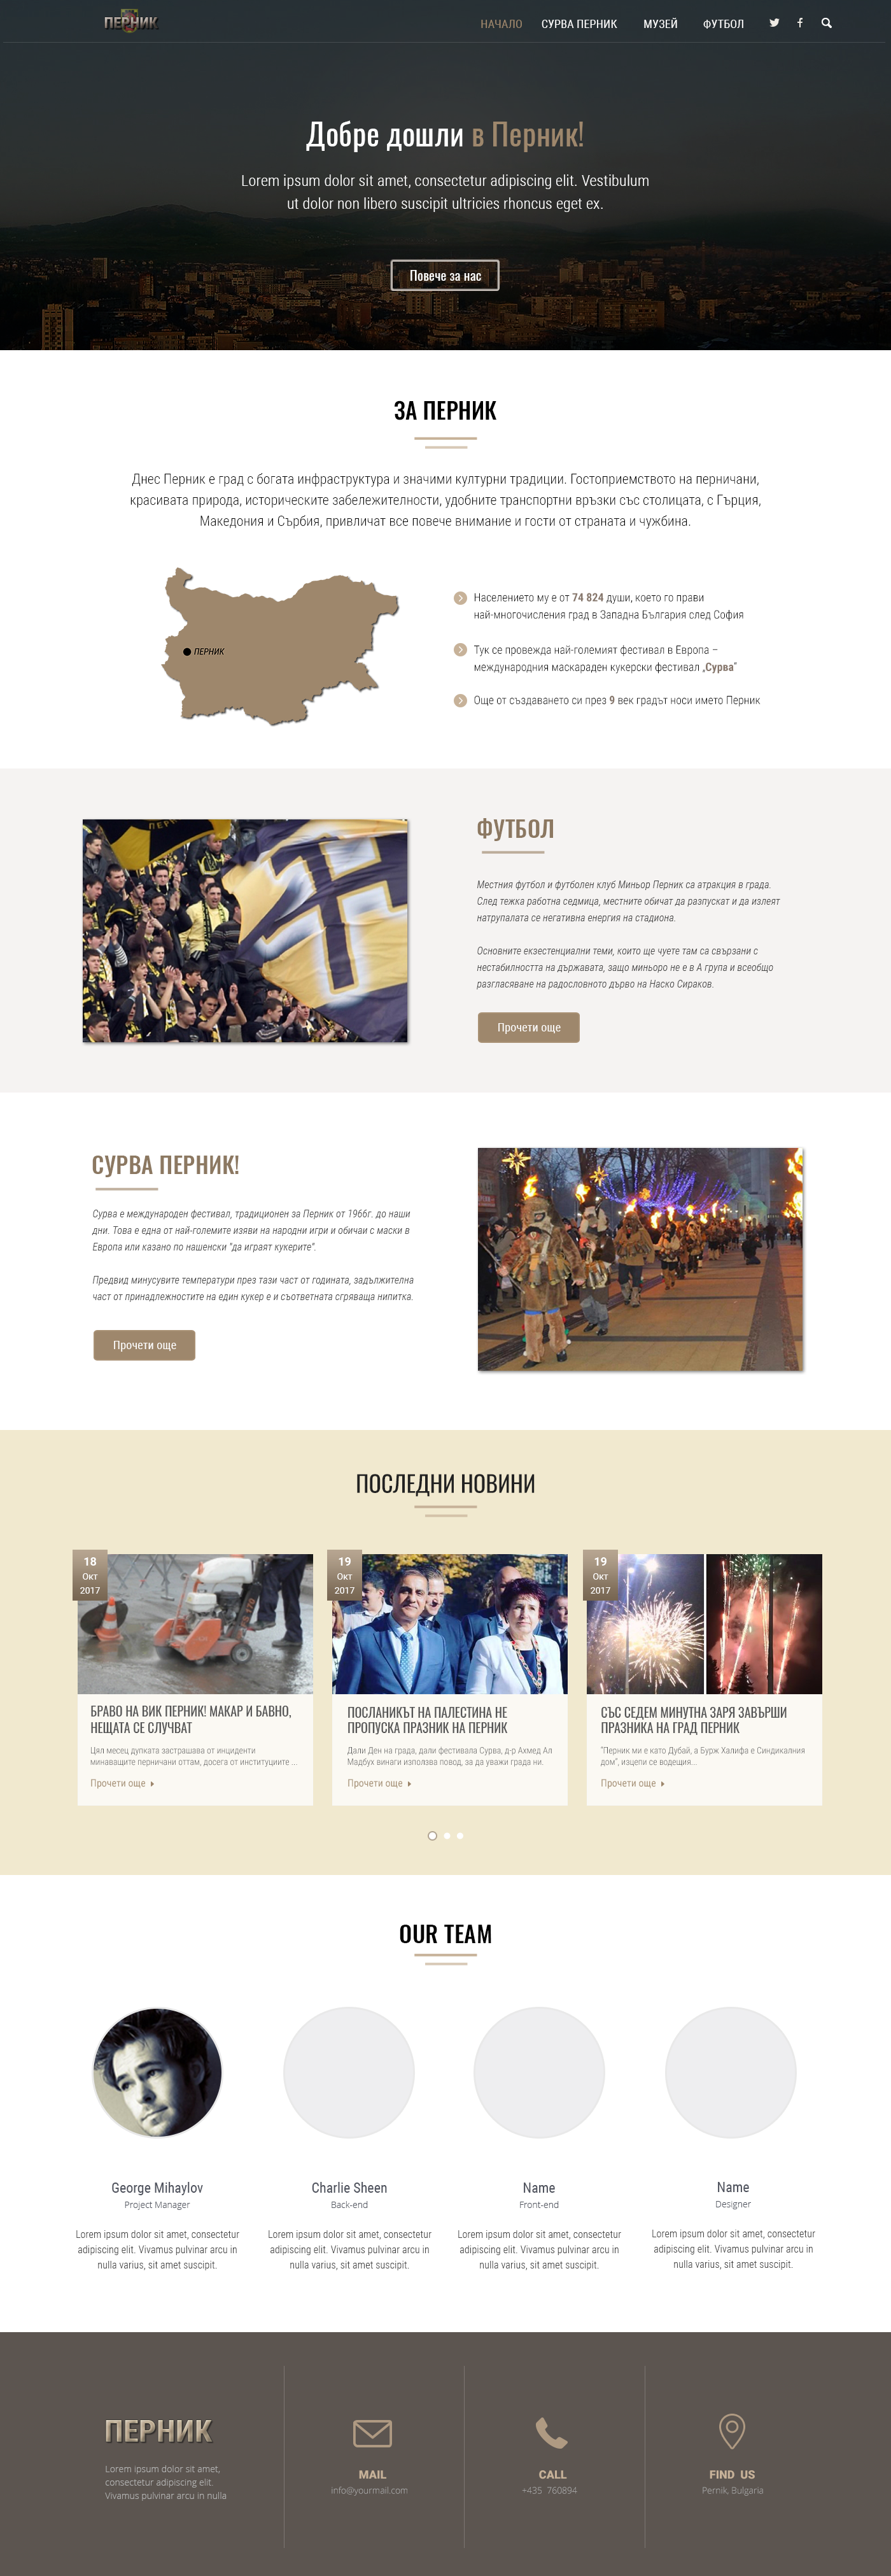 ПЕРНИК
НАЧАЛО СУРВА ПЕРНИК МУЗЕЙ ФУТБОЛ
Добре дошли в Перник!
Lorem ipsum dolor sit amet, consectetur adipiscing elit. Vestibulum
ut dolor non libero suscipit ultricies rhoncus eget ex.
Повече за нас
ЗА ПЕРНИК
Днес Перник е град с богата инфраструктура и значими културни традиции. Гостоприемството на перничани,
красивата природа, историческите забележителности, удобните транспортни връзки със столицата, с Гърция,
Македония и Сърбия, привличат все повече внимание и гости от страната и чужбина.
ПЕРНИК
Населението му е от 74 824 души, което го прави
най-многочисления град в Западна България след София
Тук се провежда най-големият фестивал в Европа –
международния маскараден кукерски фестивал „Сурва“
Още от създаването си през 9 век градът носи името Перник
ПЕРН
ФУТБОЛ
Местния футбол и футболен клуб Миньор Перник са атракция в града.
След тежка работна седмица, местните обичат да разпускат и да излеят
натрупалата се негативна енергия на стадиона.
Основните екзестенциални теми, които ще чуете там са свързани с
нестабилността на държавата, защо миньоро не е в А група и всеобщо
разгласяване на радословното дърво на Наско Сираков.
Прочети още
СУРВА ПЕРНИК!
Сурва е международен фестивал, традиционен за Перник от 1966г. до наши
дни. Това е една от най-големите изяви на народни игри и обичаи с маски в
Европа или казано по нашенски "да играят кукерите".
Предвид минусувите температури през тази част от годината, задължителна
част от принадлежностите на един кукер е и съответната сгряваща нипитка.
Прочети още
ПОСЛЕДНИ НОВИНИ
18
Окт
2017
БРАВО НА ВИК ПЕРНИК! МАКАР И БАВНО,
НЕЩАТА СЕ СЛУЧВАТ
Цял месец дупката застрашава от инциденти
минаващите перничани оттам, досега от институциите....
Прочети още
19
Окт
2017
ПОСЛАНИКЪТ НА ПАЛЕСТИНА НЕ
ПРОПУСКА ПРАЗНИК НА ПЕРНИК
Дали Ден на града, дали фестивала Сурва, д-р Ахмед Ал
Мадбух винаги използва повод, за да уважи града ни.
Прочети още
19
Окт
2017
СЪС СЕДЕМ МИНУТНА ЗАРЯ ЗАВЪРШИ
ПРАЗНИКА НА ГРАД ПЕРНИК
"Перник ми е като Дубай, а Бурж Халифа е Синдикалния
дом", изцепи се водещия...
Прочети още
OUR TEAM
George Mihaylov
Project Manager
Lorem ipsum dolor sit amet, consectetur
adipiscing elit. Vivamus pulvinar arcu in
nulla varius, sit amet suscipit.
Charlie Sheen
Back-end
Lorem ipsum dolor sit amet, consectetur
adipiscing elit. Vivamus pulvinar arcu in
nulla varius, sit amet suscipit.
Name
Front-end
Lorem ipsum dolor sit amet, consectetur
adipiscing elit. Vivamus pulvinar arcu in
nulla varius, sit amet suscipit.
Name
Designer
Lorem ipsum dolor sit amet, consectetur
adipiscing elit. Vivamus pulvinar arcu in
nulla varius, sit amet suscipit.
ПЕРНИК
Lorem ipsum dolor sit amet,
consectetur adipiscing elit.
Vivamus pulvinar arcu in nulla
MAIL
info@yourmail.com
CALL
+435 760894
FIND US
Pernik, Bulgaria